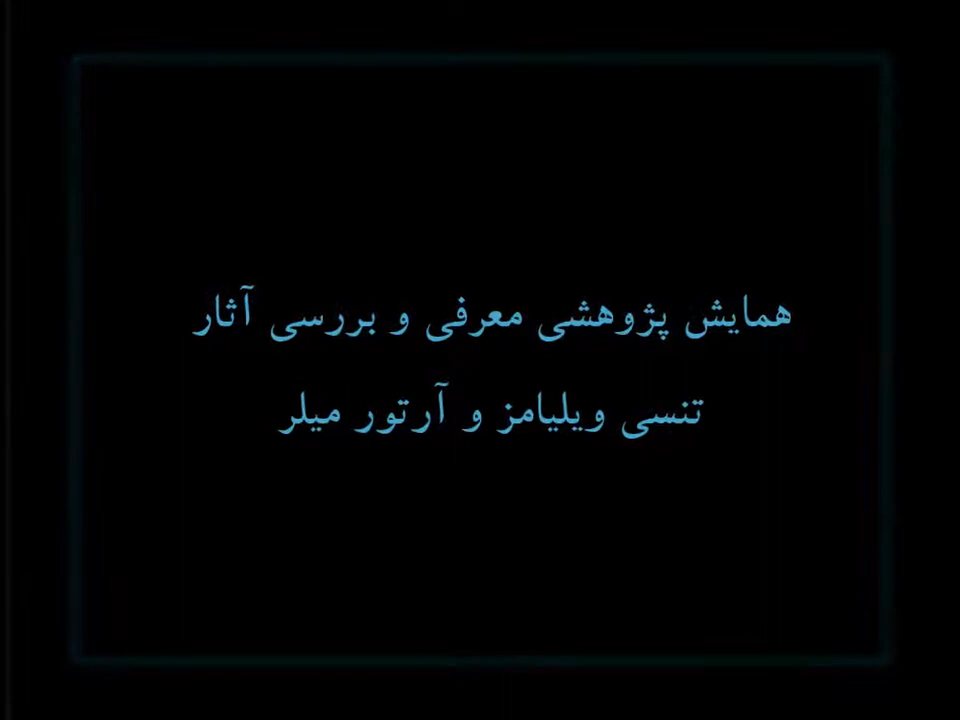 همایش پژوهشی معرفی و بررسی آثار
تنسی ویلیامز و آرتور میلر